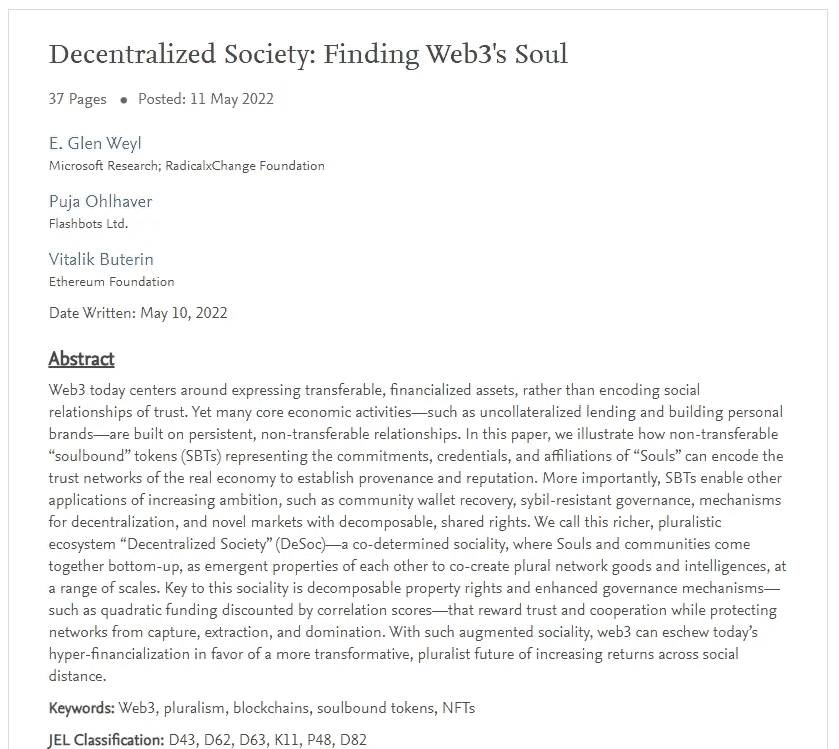 Decentralized Society: Finding Web3's Soul
37 Pages • Posted: 11 May 2022
E. Glen Weyl
Microsoft Research; RadicalxChange Foundation
Puja Ohlhaver
Flashbots Ltd.
Vitalik Buterin
Ethereum Foundation
Date Written: May 10, 2022
Abstract
Web3 today centers around expressing transferable, financialized assets, rather than encoding social
relationships of trust. Yet many core economic activities—such as uncollateralized lending and building personal
brands—are built on persistent, non-transferable relationships. In this paper, we illustrate how non-transferable
“soulbound” tokens (SBTs) representing the commitments, credentials, and affiliations of “Souls” can encode the
trust networks of the real economy to establish provenance and reputation. More importantly, SBTs enable other
applications of increasing ambition, such as community wallet recovery, sybil-resistant governance, mechanisms
for decentralization, and novel markets with decomposable, shared rights. We call this richer, pluralistic
ecosystem “Decentralized Society” (DeSoc)—a co-determined sociality, where Souls and communities come
together bottom-up, as emergent properties of each other to co-create plural network goods and intelligences, at
a range of scales. Key to this sociality is decomposable property rights and enhanced governance mechanisms—
such as quadratic funding discounted by correlation scores—that reward trust and cooperation while protecting
networks from capture, extraction, and domination. With such augmented sociality, web3 can eschew today’s
hyper-financialization in favor of a more transformative, pluralist future of increasing returns across social
distance.
Keywords: Web3, pluralism, blockchains, soulbound tokens, NFTs
JEL Classification: D43, D62, D63, K11, P48, D82